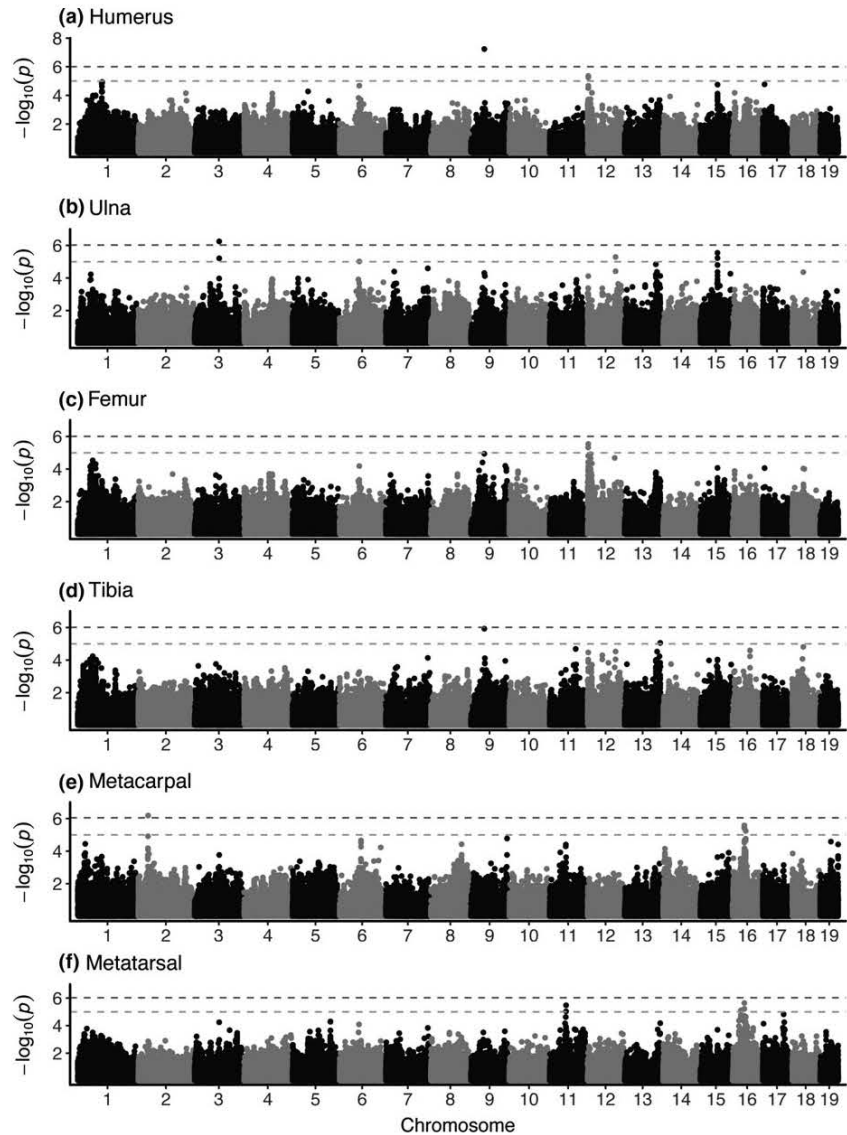 (a) Humerus
8
6
4
2
−log₁₀(p)
1 2 3 4 5 6 7 8 9 10 11 12 13 14 15 16 17 18 19
(b) Ulna
6
4
2
−log₁₀(p)
1 2 3 4 5 6 7 8 9 10 11 12 13 14 15 16 17 18 19
(c) Femur
6
4
2
−log₁₀(p)
1 2 3 4 5 6 7 8 9 10 11 12 13 14 15 16 17 18 19
(d) Tibia
6
4
2
−log₁₀(p)
1 2 3 4 5 6 7 8 9 10 11 12 13 14 15 16 17 18 19
(e) Metacarpal
6
4
2
−log₁₀(p)
1 2 3 4 5 6 7 8 9 10 11 12 13 14 15 16 17 18 19
(f) Metatarsal
6
4
2
−log₁₀(p)
1 2 3 4 5 6 7 8 9 10 11 12 13 14 15 16 17 18 19
Chromosome